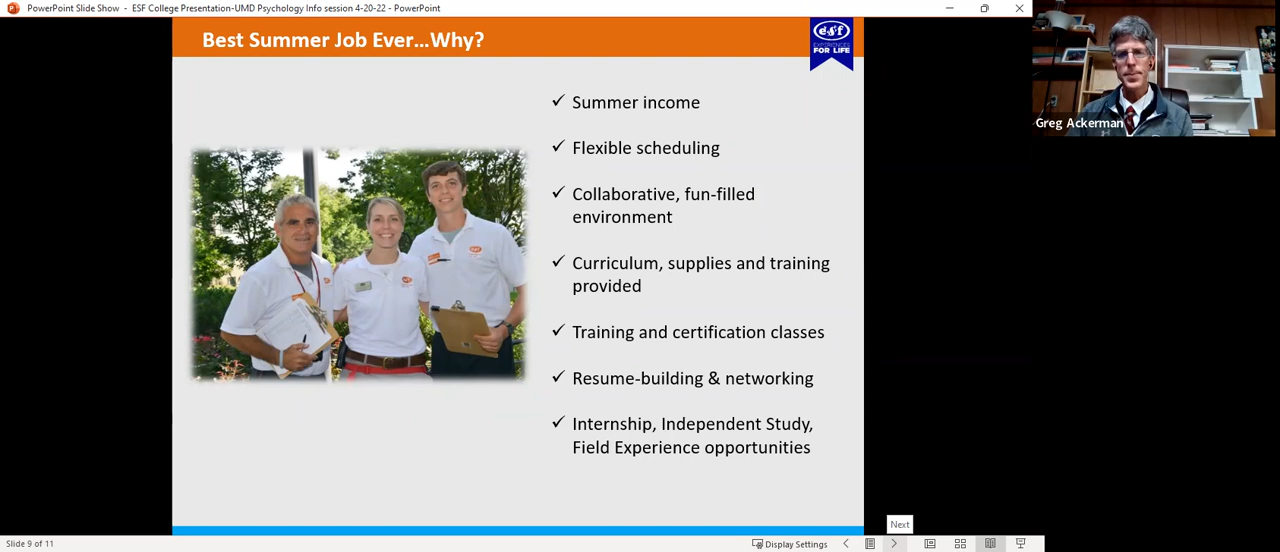 PowerPoint Slide Show - ESF College Presentation-UMD Psychology Info session 4-20-22 - PowerPoint
Best Summer Job Ever...Why?
esf
EXPERIENCES
FOR LIFE
✓ Summer income
✓ Flexible scheduling
✓ Collaborative, fun-filled
environment
✓ Curriculum, supplies and training
provided
✓ Training and certification classes
✓ Resume-building & networking
✓ Internship, Independent Study,
Field Experience opportunities
Greg Ackerman
Next
Slide 9 of 11
Display Settings